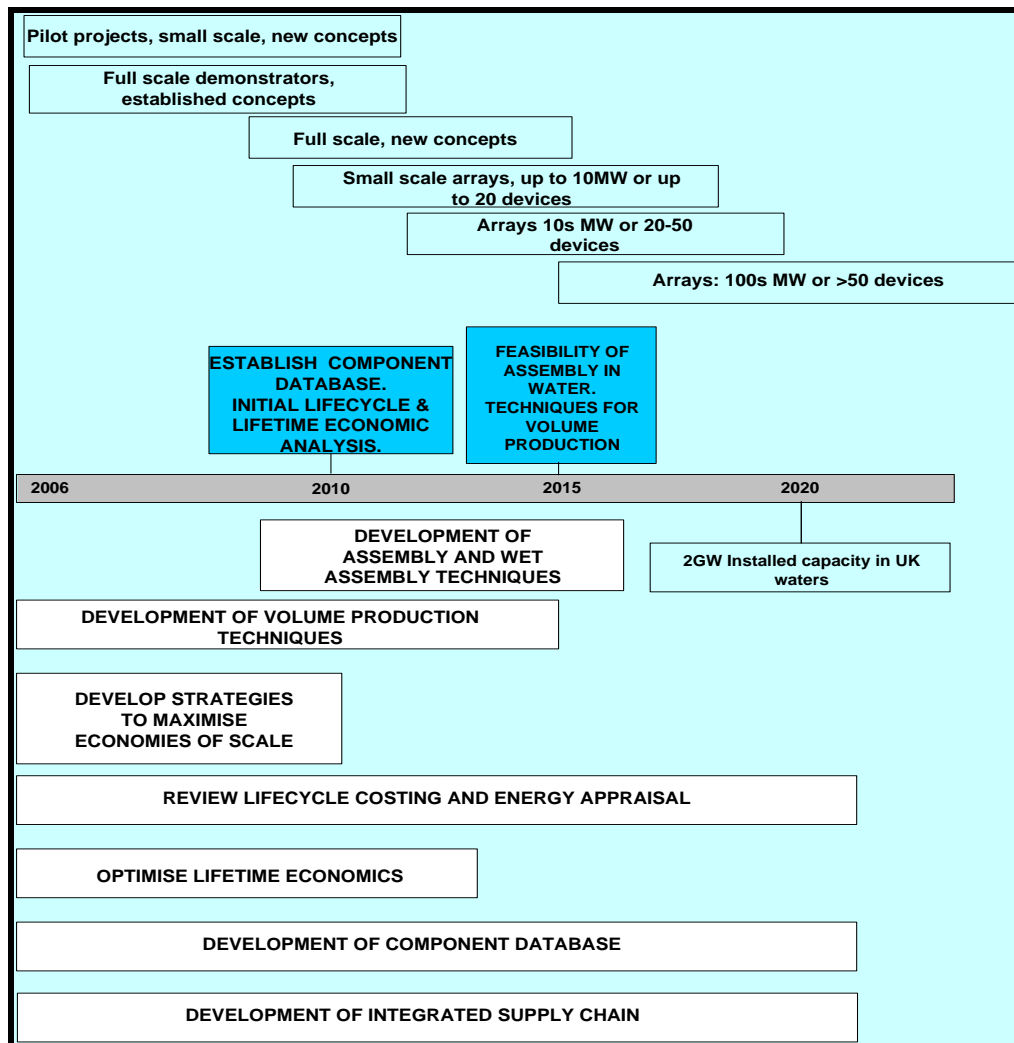 Pilot projects, small scale, new concepts
Full scale demonstrators,
established concepts
Full scale, new concepts
Small scale arrays, up to 10MW or up
to 20 devices
Arrays 10s MW or 20-50
devices
Arrays: 100s MW or >50 devices
ESTABLISH COMPONENT
DATABASE.
INITIAL LIFECYCLE &
LIFETIME ECONOMIC
ANALYSIS.
FEASIBILITY OF
ASSEMBLY IN
WATER.
TECHNIQUES FOR
VOLUME
PRODUCTION
2006 2010 2015 2020
DEVELOPMENT OF
ASSEMBLY AND WET
ASSEMBLY TECHNIQUES
2GW Installed capacity in UK
waters
DEVELOPMENT OF VOLUME PRODUCTION
TECHNIQUES
DEVELOP STRATEGIES
TO MAXIMISE
ECONOMIES OF SCALE
REVIEW LIFECYCLE COSTING AND ENERGY APPRAISAL
OPTIMISE LIFETIME ECONOMICS
DEVELOPMENT OF COMPONENT DATABASE
DEVELOPMENT OF INTEGRATED SUPPLY CHAIN